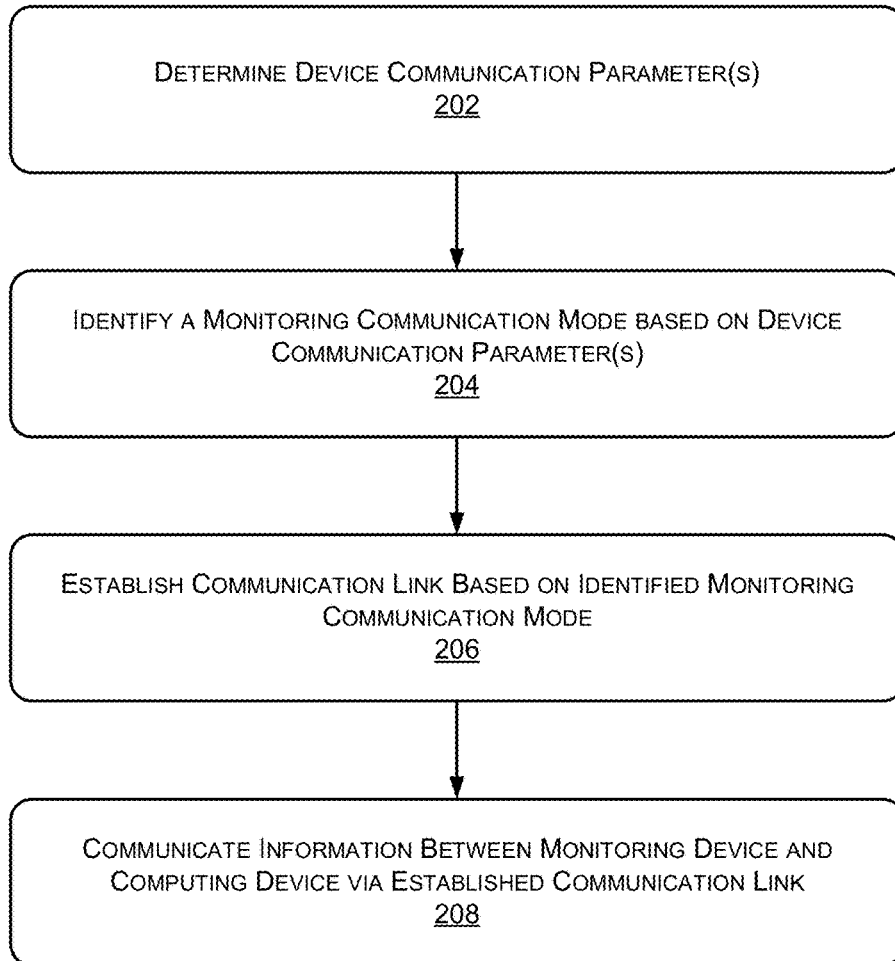 DETERMINE DEVICE COMMUNICATION PARAMETER(S)
202
IDENTIFY A MONITORING COMMUNICATION MODE BASED ON DEVICE
COMMUNICATION PARAMETER(S)
204
ESTABLISH COMMUNICATION LINK BASED ON IDENTIFIED MONITORING
COMMUNICATION MODE
206
COMMUNICATE INFORMATION BETWEEN MONITORING DEVICE AND
COMPUTING DEVICE VIA ESTABLISHED COMMUNICATION LINK
208